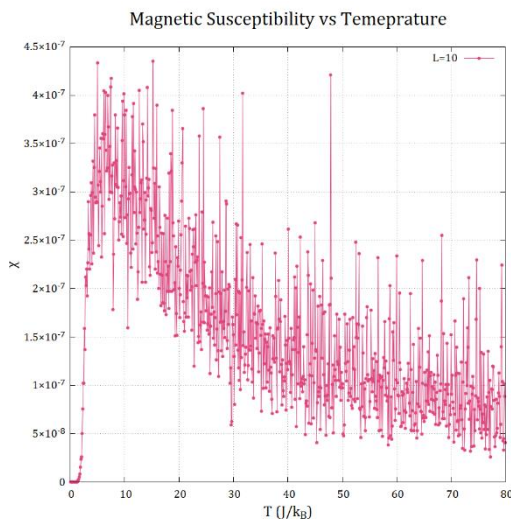 Magnetic Susceptibility vs Temeprature
4.5×10⁻⁷
L=10
4×10⁻⁷
3.5×10⁻⁷
3×10⁻⁷
2.5×10⁻⁷
χ
2×10⁻⁷
1.5×10⁻⁷
1×10⁻⁷
5×10⁻⁸
0
0 10 20 30 40 50 60 70 80
T (J/k_B)